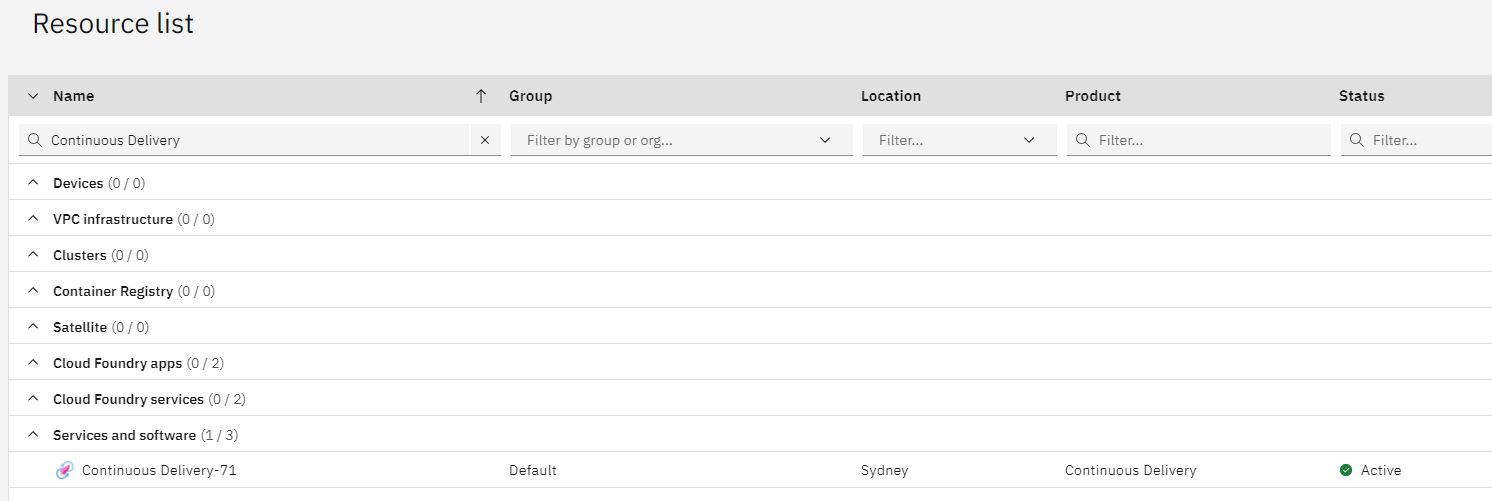 Resource list
Name Group Location Product Status
Continuous Delivery Filter by group or org... Filter... Filter... Filter...
Devices (0 / 0)
VPC infrastructure (0 / 0)
Clusters (0 / 0)
Container Registry (0 / 0)
Satellite (0 / 0)
Cloud Foundry apps (0 / 2)
Cloud Foundry services (0 / 2)
Services and software (1 / 3)
Continuous Delivery-71 Default Sydney Continuous Delivery Active